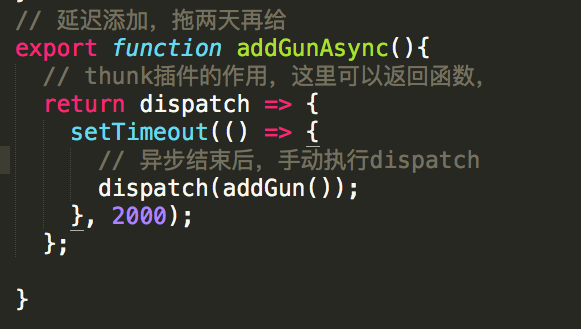 // 延迟添加，拖两天再给
export function addGunAsync(){
// thunk插件的作用，这里可以返回函数，
return dispatch => {
setTimeout(() => {
// 异步结束后，手动执行dispatch
dispatch(addGun());
}, 2000);
};
}